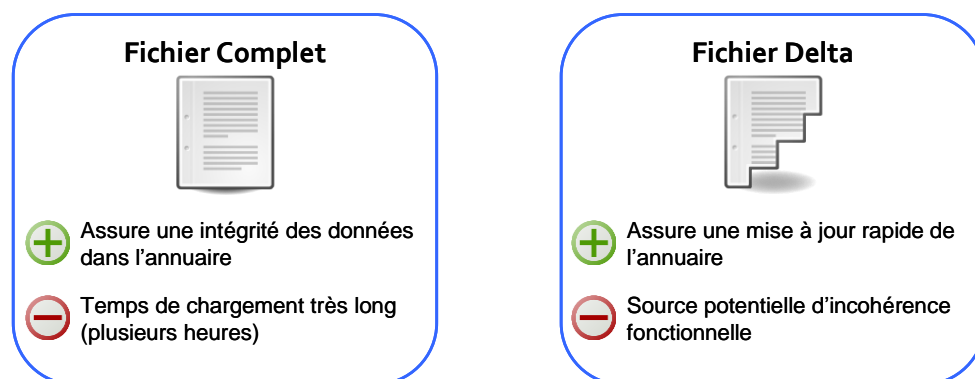 Fichier Complet
Assure une intégrité des données
dans l'annuaire
Temps de chargement très long
(plusieurs heures)
Fichier Delta
Assure une mise à jour rapide de
l'annuaire
Source potentielle d'incohérence
fonctionnelle